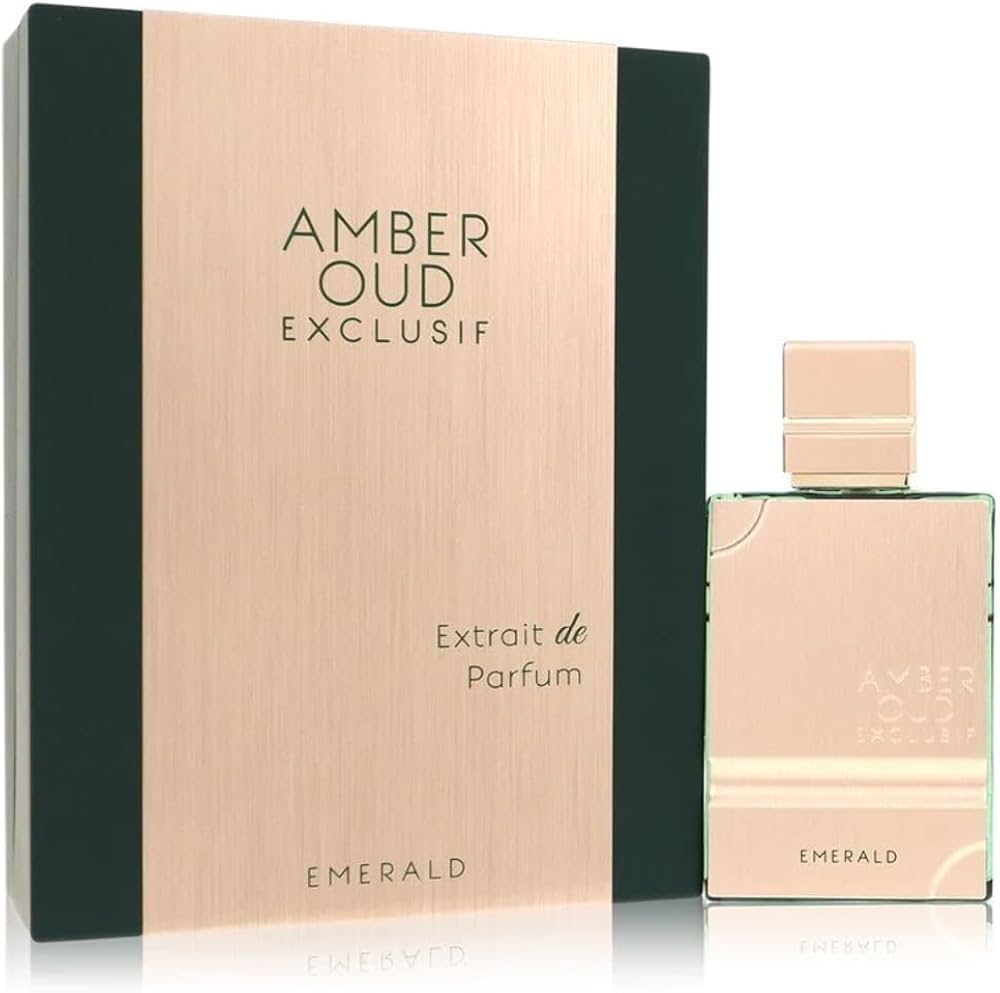 AMBER
OUD
EXCLUSIF
Extrait de
Parfum
EMERALD
AMBER
OUD
EXCLUSIF
EMERALD